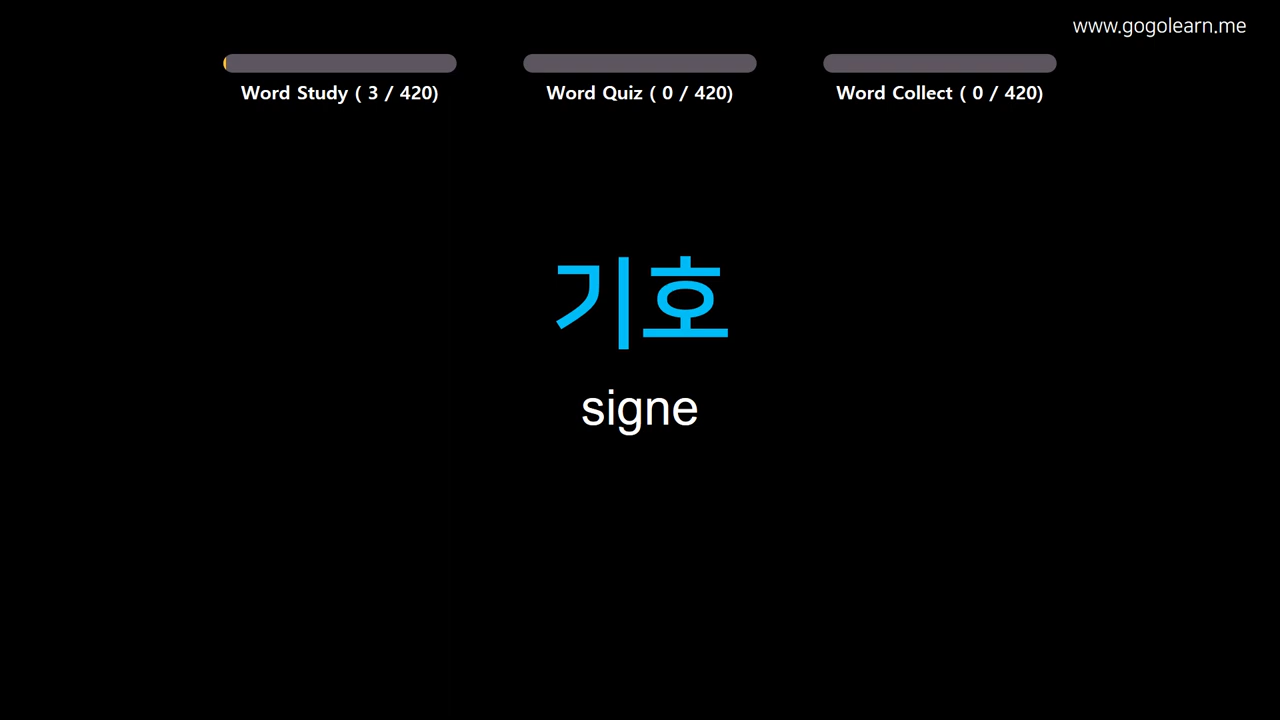 www.gogolearn.me
Word Study ( 3 / 420)
Word Quiz ( 0 / 420)
Word Collect ( 0 / 420)
기호
signe